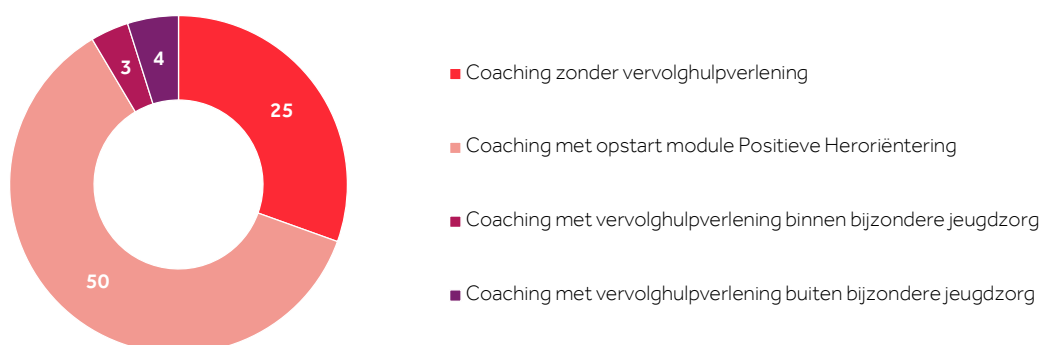 4
3
25
50
Coaching zonder vervolghulpverlening
Coaching met opstart module Positieve Heroriëntering
Coaching met vervolghulpverlening binnen bijzondere jeugdzorg
Coaching met vervolghulpverlening buiten bijzondere jeugdzorg